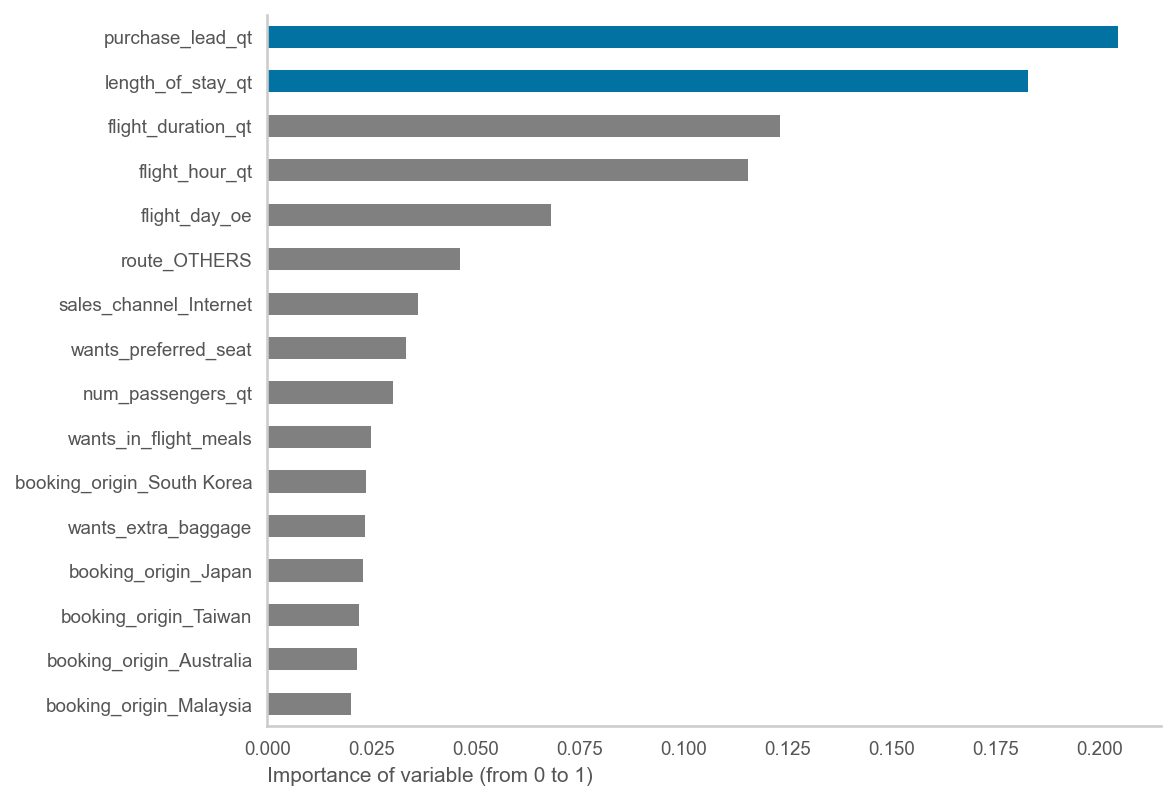 purchase_lead_qt
length_of_stay_qt
flight_duration_qt
flight_hour_qt
flight_day_oe
route_OTHERS
sales_channel_Internet
wants_preferred_seat
num_passengers_qt
wants_in_flight_meals
booking_origin_South Korea
wants_extra_baggage
booking_origin_Japan
booking_origin_Taiwan
booking_origin_Australia
booking_origin_Malaysia
0.000 0.025 0.050 0.075 0.100 0.125 0.150 0.175 0.200
Importance of variable (from 0 to 1)